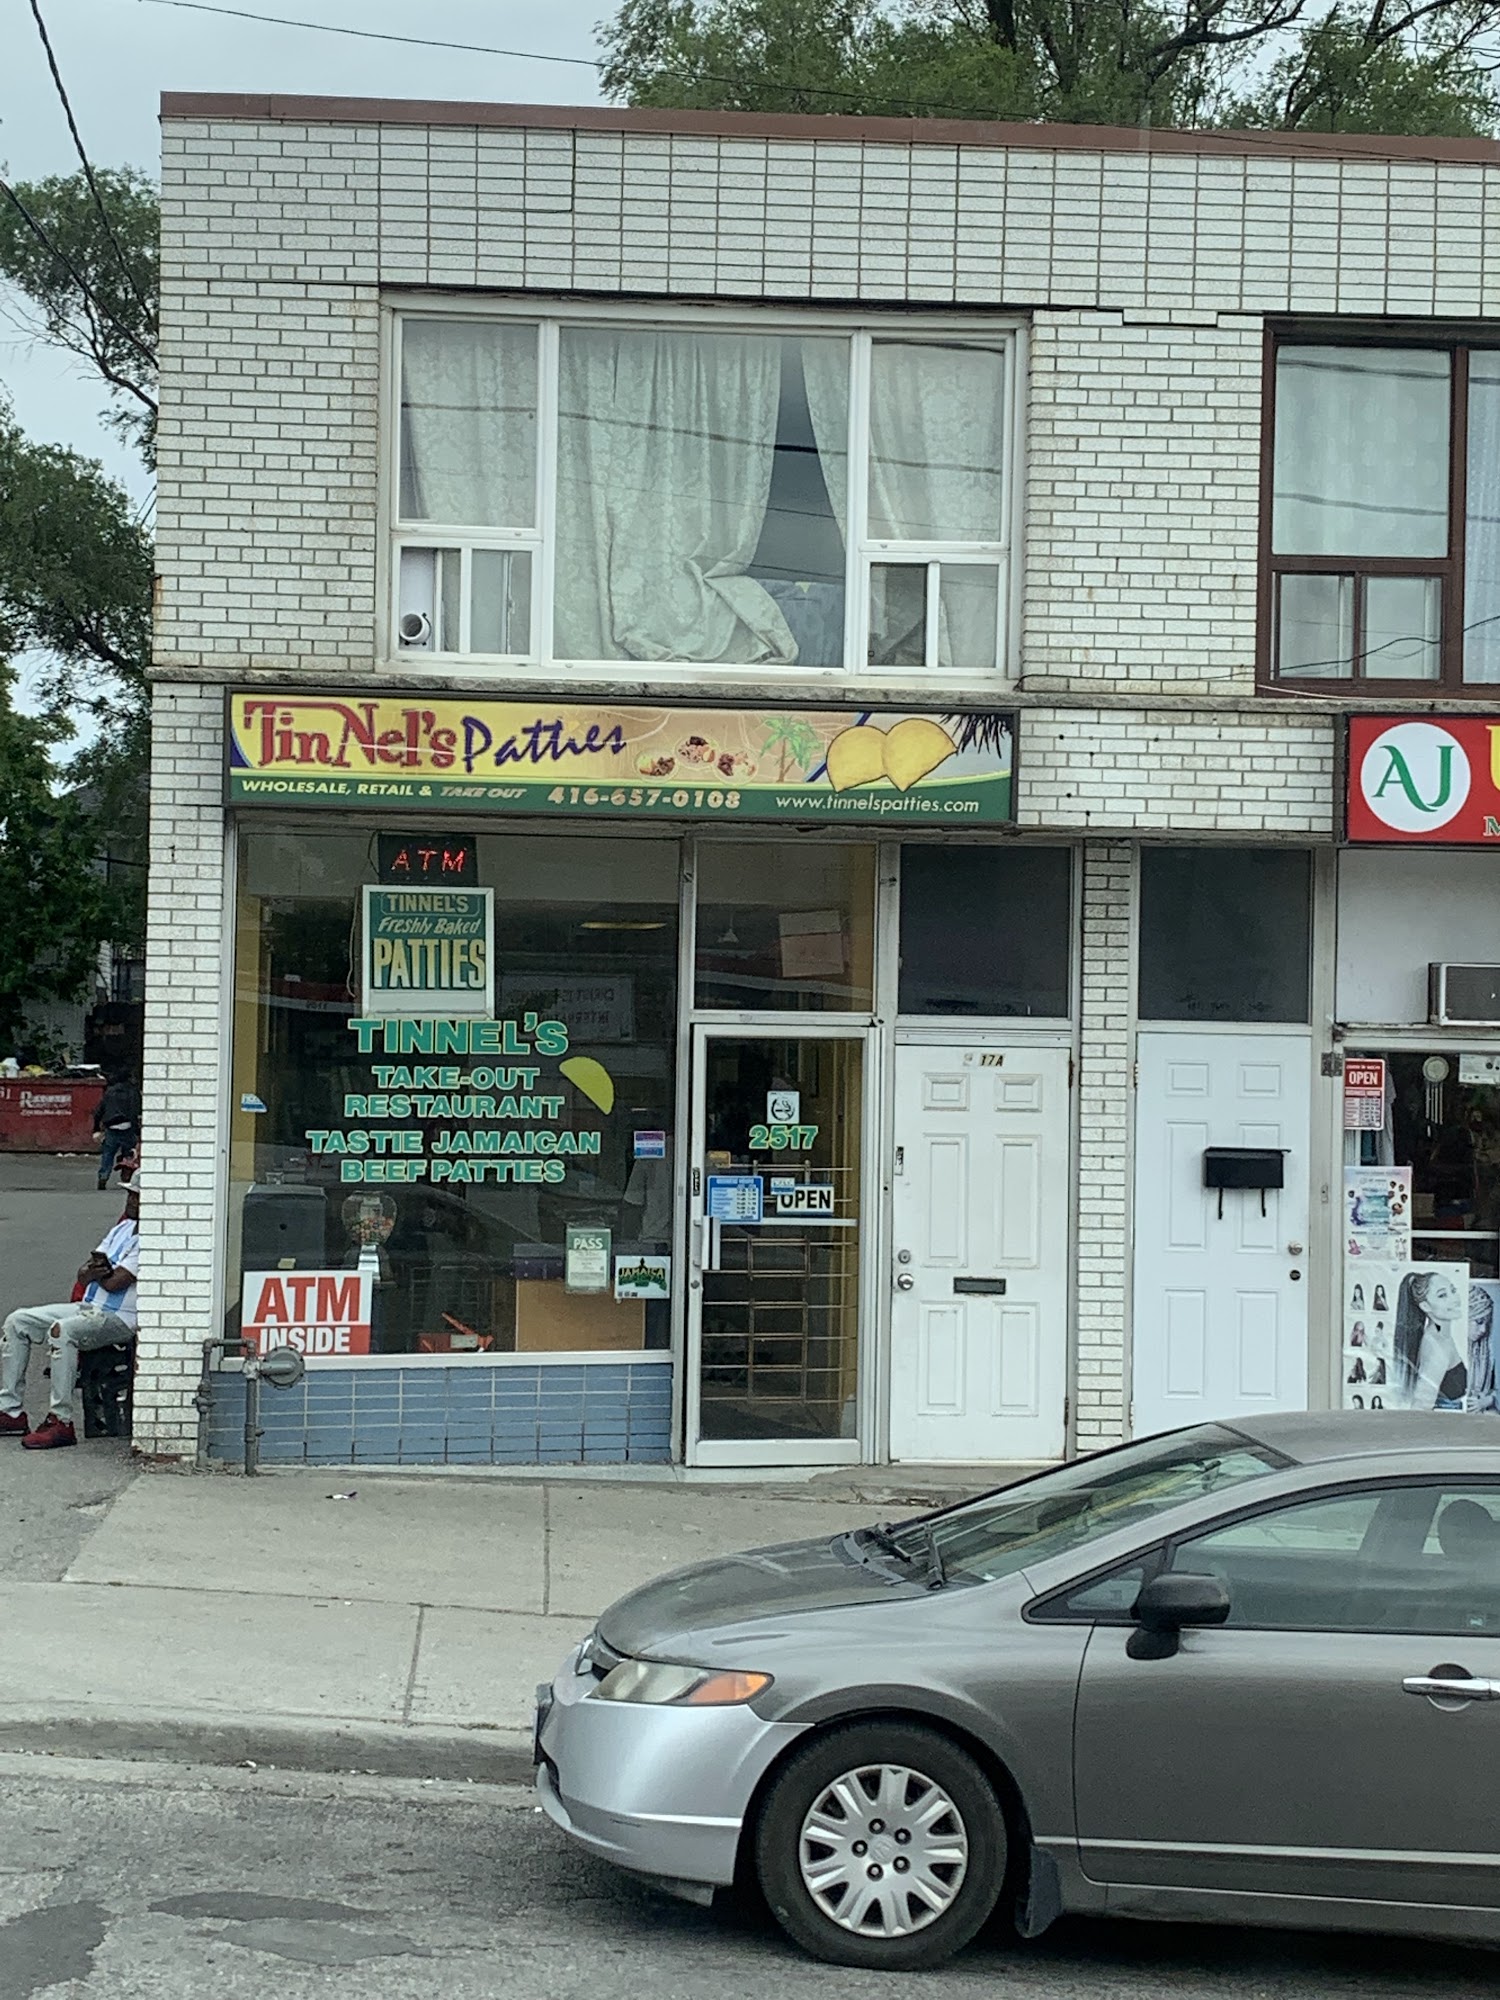 TinNel's Patties
WHOLESALE, RETAIL & TAKE OUT 416-657-0108 www.tinnelspatties.com
AJ
ATM
TINNEL'S
Freshly Baked
PATTIES
TINNEL'S
TAKE-OUT
RESTAURANT
TASTIE JAMAICAN
BEEF PATTIES
17A
2517
OPEN
OPEN
PASS
JAMAICA
ATM
INSIDE